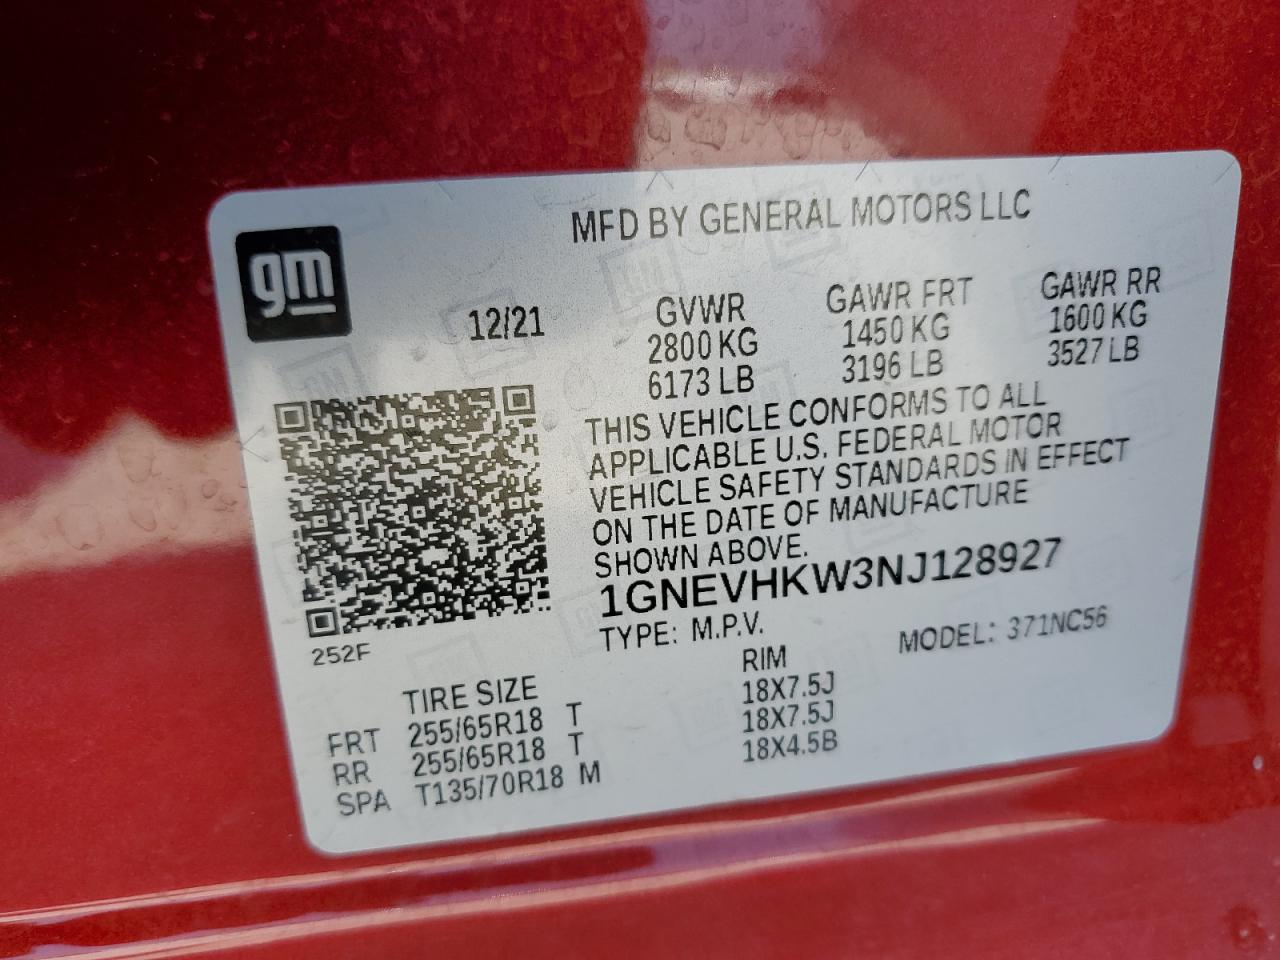 MFD BY GENERAL MOTORS LLC
gm
12/21
GVWR GAWR FRT GAWR RR
2800 KG 1450 KG 1600 KG
6173 LB 3196 LB 3527 LB
THIS VEHICLE CONFORMS TO ALL
APPLICABLE U.S. FEDERAL MOTOR
VEHICLE SAFETY STANDARDS IN EFFECT
ON THE DATE OF MANUFACTURE
SHOWN ABOVE.
1GNEVHKW3NJ128927
TYPE: M.P.V. MODEL: 371NC56
252F
TIRE SIZE RIM
FRT 255/65R18 T 18X7.5J
RR 255/65R18 T 18X7.5J
SPA T135/70R18 M 18X4.5B